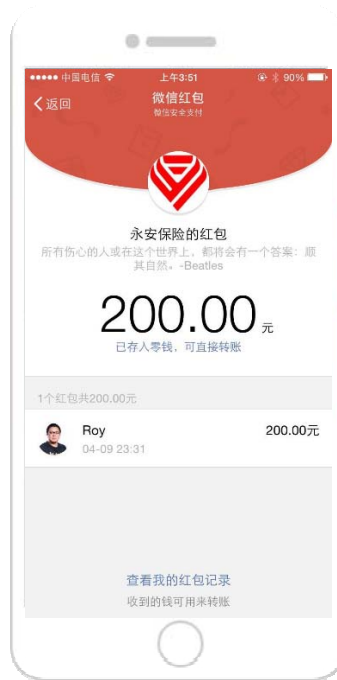 中国电信 上午3:51 90%
返回 微信红包
微信安全支付
永安保险的红包
所有伤心的人或在这个世界上，都将会有一个答案：顺
其自然。-Beatles
200.00元
已存入零钱，可直接转账
1个红包共200.00元
Roy 200.00元
04-09 23:31
查看我的红包记录
收到的钱可用来转账